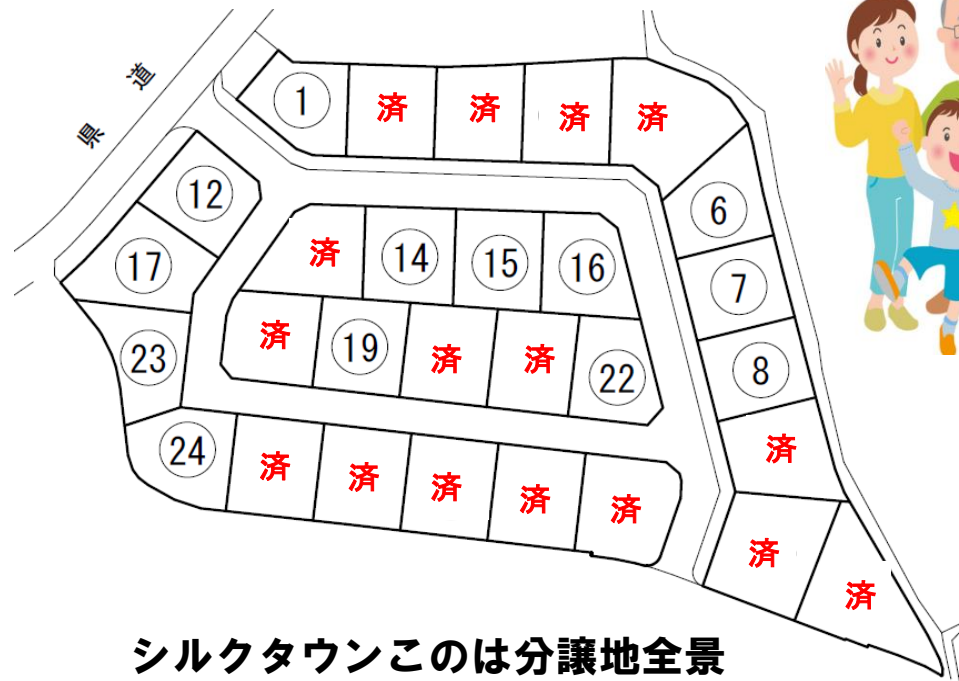 県道
① 済 済 済 済
⑫ ⑥
済 ⑭ ⑮ ⑯
⑰ ⑦
済 ⑲ 済 済 ㉒
㉓ ⑧
㉔ 済 済 済 済 済
済
済 済
シルクタウンこのは分譲地全景